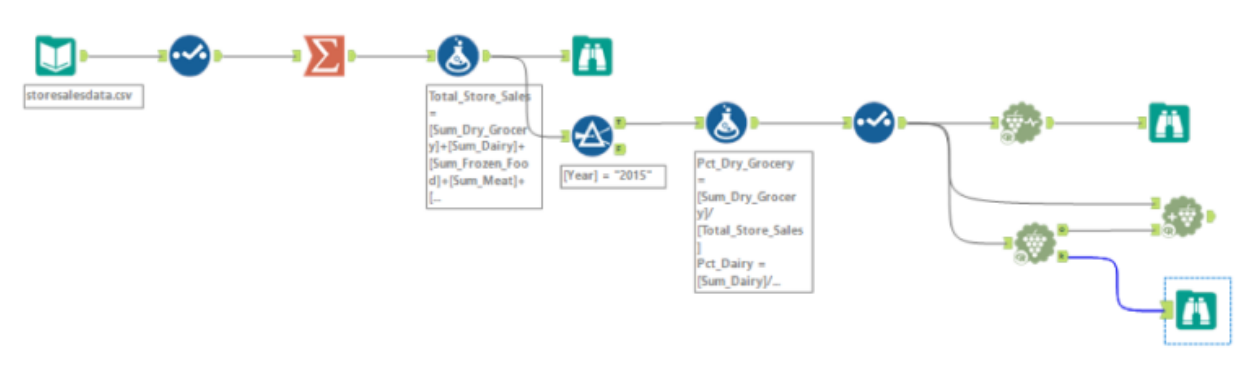 storesalesdata.csv
Total_Store_Sales
=
[Sum_Dry_Grocer
y]+[Sum_Dairy]+
[Sum_Frozen_Foo
d]+[Sum_Meat]+
[...
T
F
[Year] = "2015"
Pct_Dry_Grocery
=
[Sum_Dry_Grocer
y]/
[Total_Store_Sales
]
Pct_Dairy =
[Sum_Dairy]/...
R